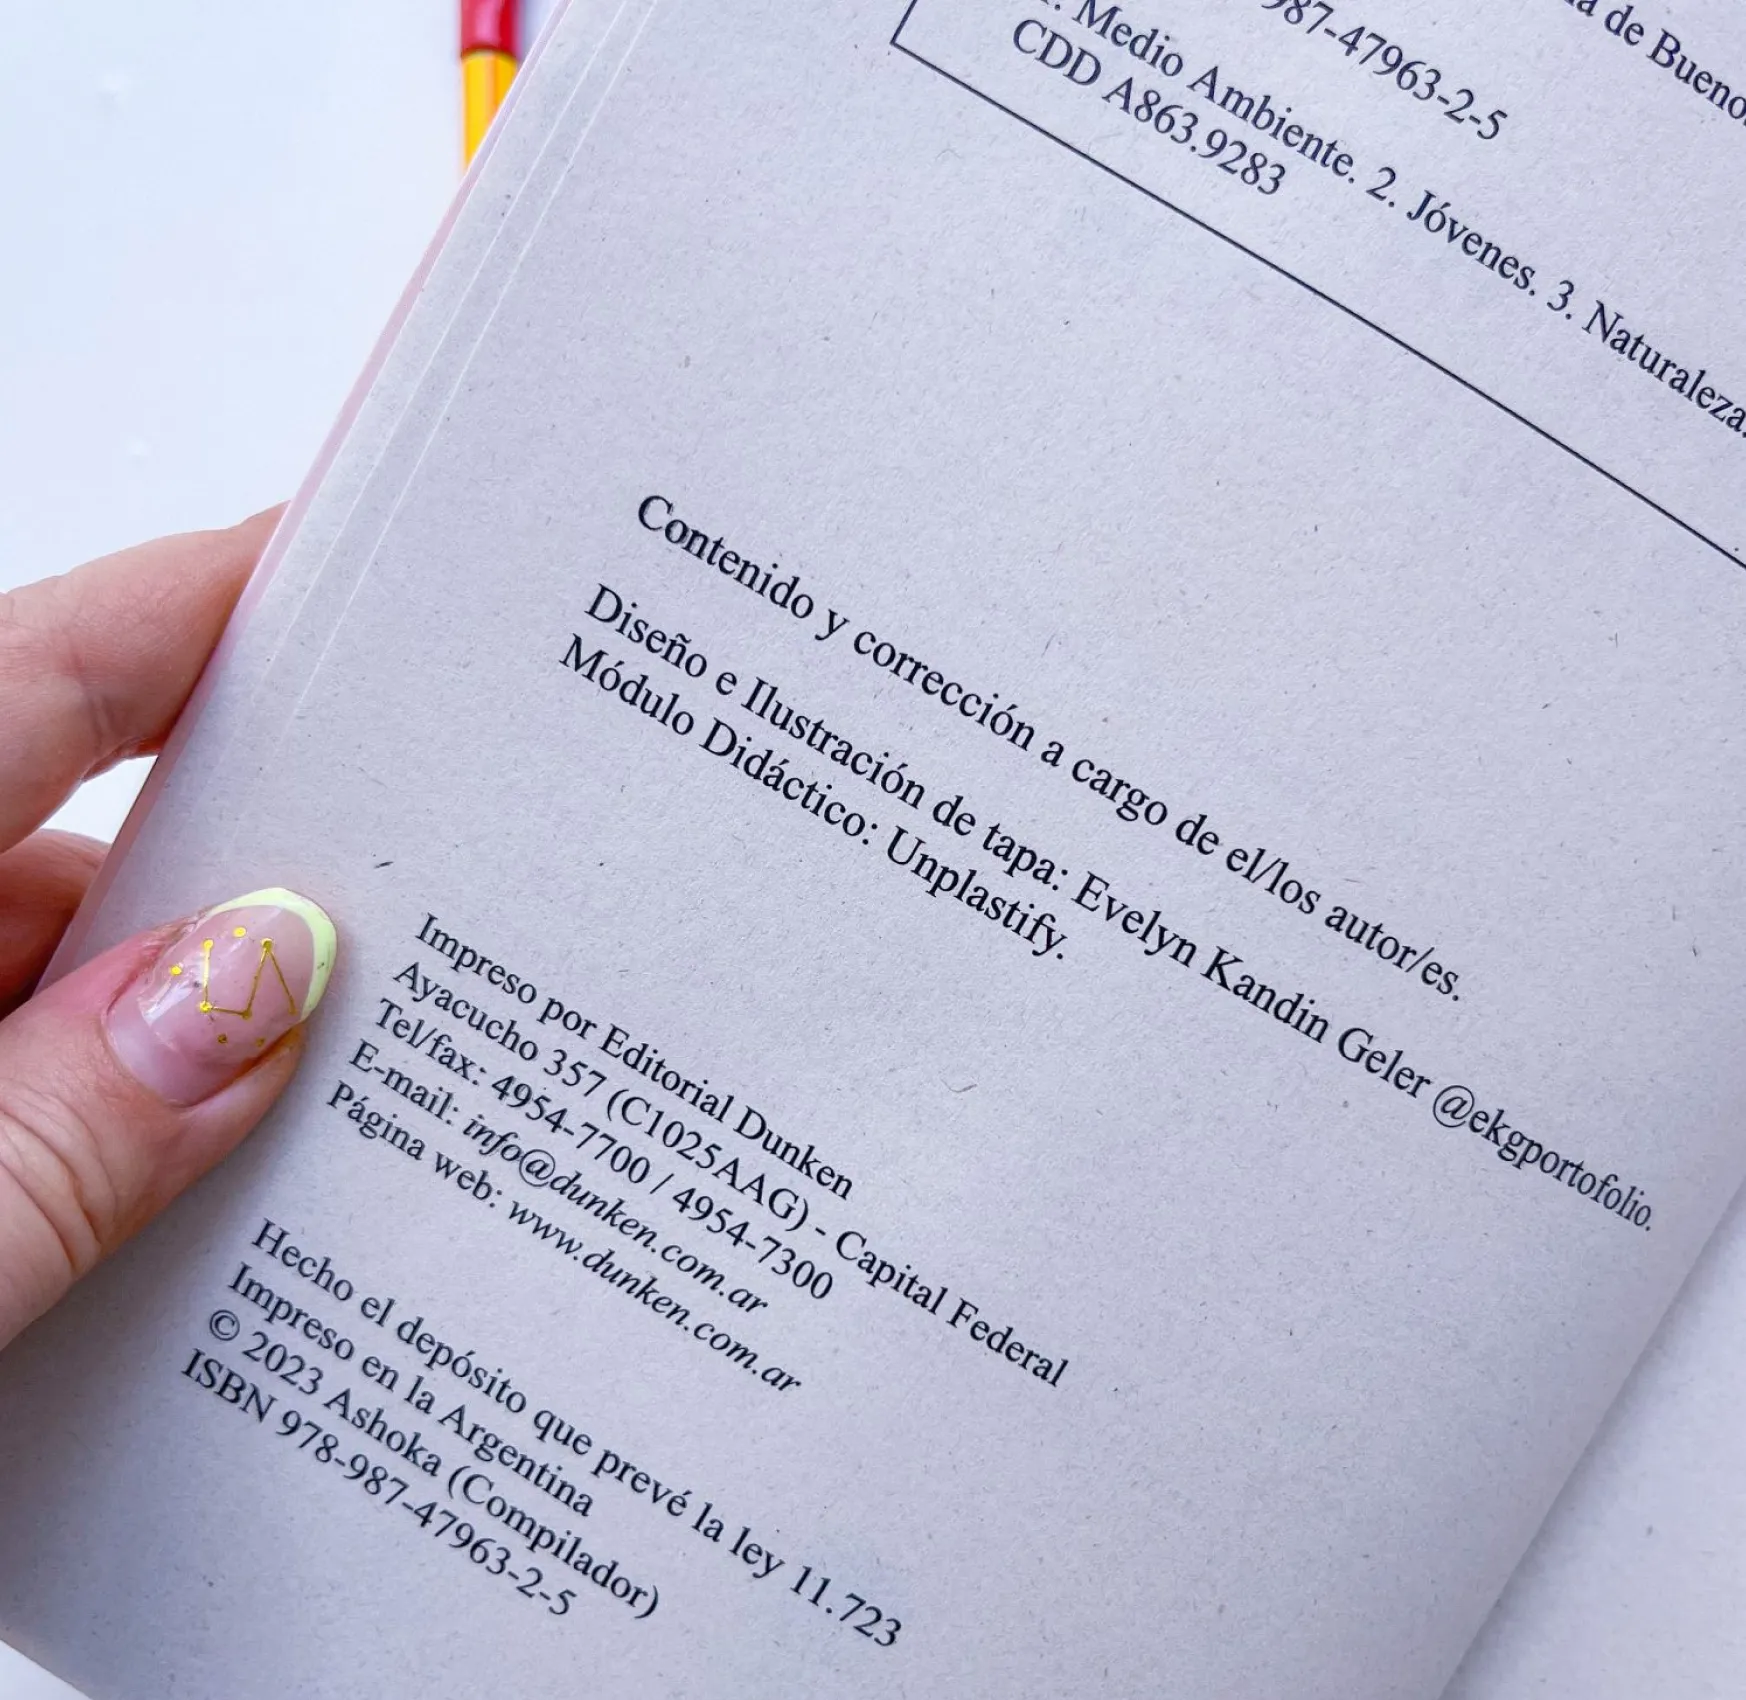 de Buenos
987-47963-2-5
1. Medio Ambiente. 2. Jóvenes. 3. Naturaleza.
CDD A863.9283
Contenido y corrección a cargo de el/los autor/es.
Diseño e Ilustración de tapa: Evelyn Kandin Geler @ekgportofolio.
Módulo Didáctico: Unplastify.
Impreso por Editorial Dunken
Ayacucho 357 (C1025AAG) - Capital Federal
Tel/fax: 4954-7700 / 4954-7300
E-mail: info@dunken.com.ar
Página web: www.dunken.com.ar
Hecho el depósito que prevé la ley 11.723
Impreso en la Argentina
© 2023 Ashoka (Compilador)
ISBN 978-987-47963-2-5